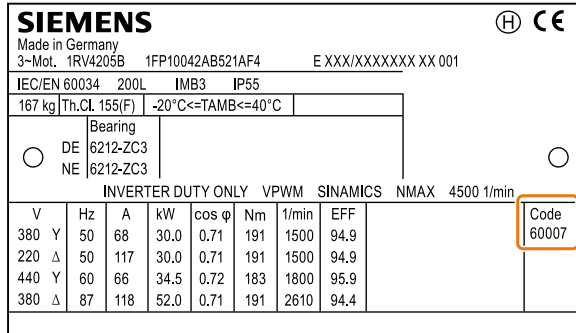 SIEMENS
H CE
Made in Germany
3~Mot. 1RV4205B 1FP10042AB521AF4 E XXX/XXXXXXX XX 001
IEC/EN 60034 200L IMB3 IP55
167 kg Th.Cl. 155(F) -20°C<=TAMB<=40°C
Bearing
DE 6212-ZC3
NE 6212-ZC3
INVERTER DUTY ONLY VPWM SINAMICS NMAX 4500 1/min
V Hz A kW cos φ Nm 1/min EFF Code
380 Y 50 68 30.0 0.71 191 1500 94.9 60007
220 Δ 50 117 30.0 0.71 191 1500 94.9
440 Y 60 66 34.5 0.72 183 1800 95.9
380 Δ 87 118 52.0 0.71 191 2610 94.4